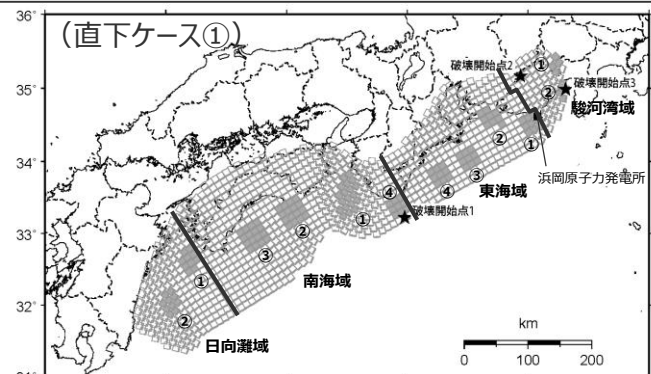 (直下ケース①)
36°
35°
34°
33°
32°
31°
破壊開始点2
①
②
破壊開始点3
駿河湾域
②
①
浜岡原子力発電所
③
④
東海域
④
①
破壊開始点1
②
③
南海域
①
②
日向灘域
km
0 100 200